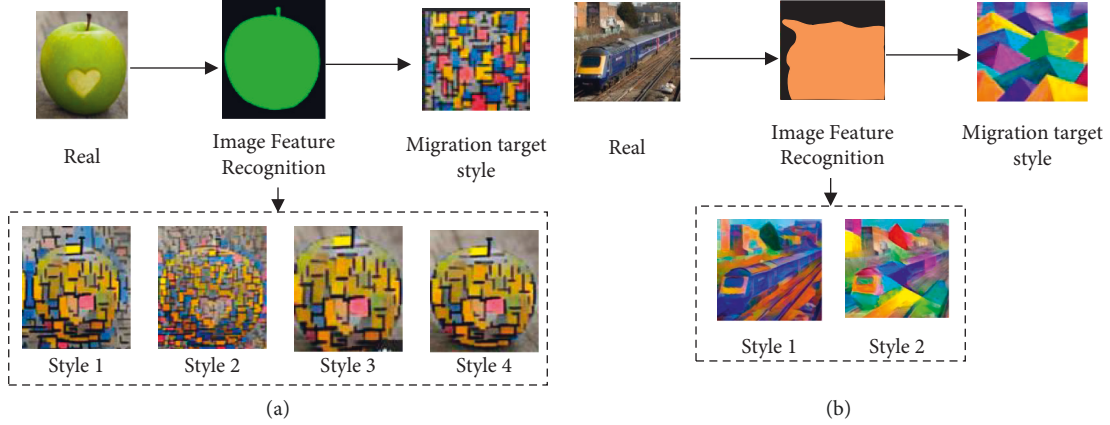 Real
Image Feature
Recognition
Migration target
style
Style 1
Style 2
Style 3
Style 4
(a)
Real
Image Feature
Recognition
Migration target
style
Style 1
Style 2
(b)